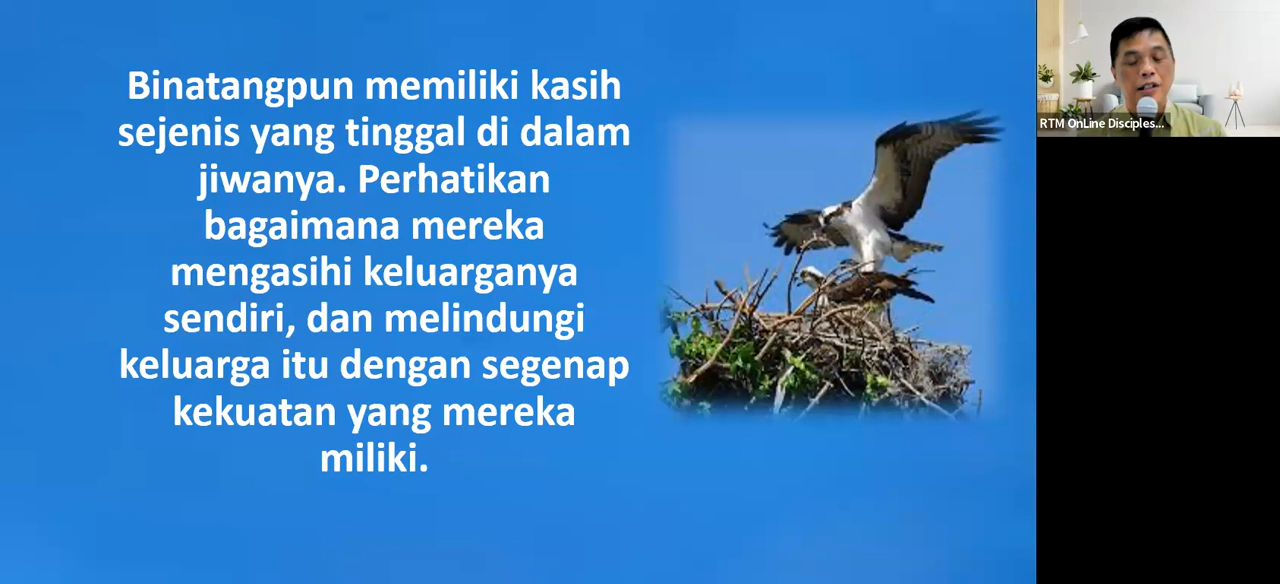 Binatangpun memiliki kasih
sejenis yang tinggal di dalam
jiwanya. Perhatikan
bagaimana mereka
mengasihi keluarganya
sendiri, dan melindungi
keluarga itu dengan segenap
kekuatan yang mereka
miliki.
RTM OnLine Disciples...